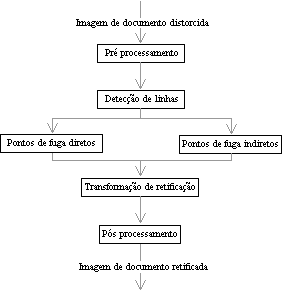 Imagem de documento distorcida
Pré processamento
Detecção de linhas
Pontos de fuga diretos
Pontos de fuga indiretos
Transformação de retificação
Pós processamento
Imagem de documento retificada